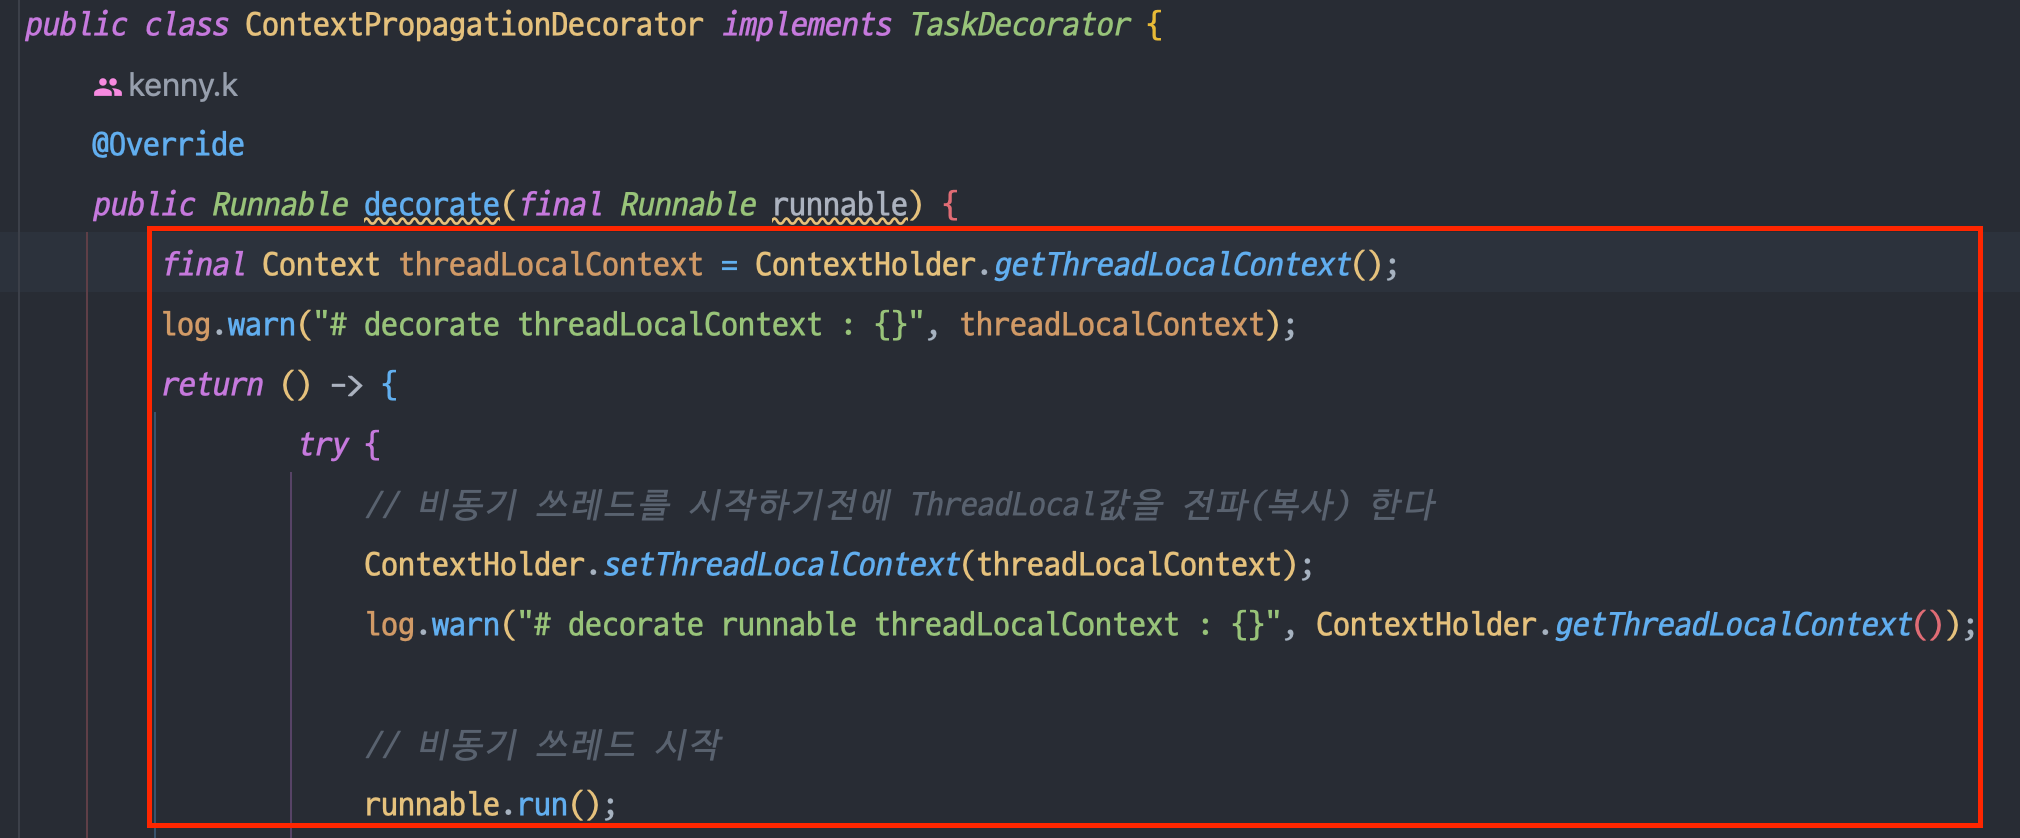 public class ContextPropagationDecorator implements TaskDecorator {
kenny.k
@Override
public Runnable decorate(final Runnable runnable) {
final Context threadLocalContext = ContextHolder.getThreadLocalContext();
log.warn("# decorate threadLocalContext : {}", threadLocalContext);
return () -> {
try {
// 비동기 쓰레드를 시작하기전에 ThreadLocal값을 전파(복사) 한다
ContextHolder.setThreadLocalContext(threadLocalContext);
log.warn("# decorate runnable threadLocalContext : {}", ContextHolder.getThreadLocalContext());
// 비동기 쓰레드 시작
runnable.run();